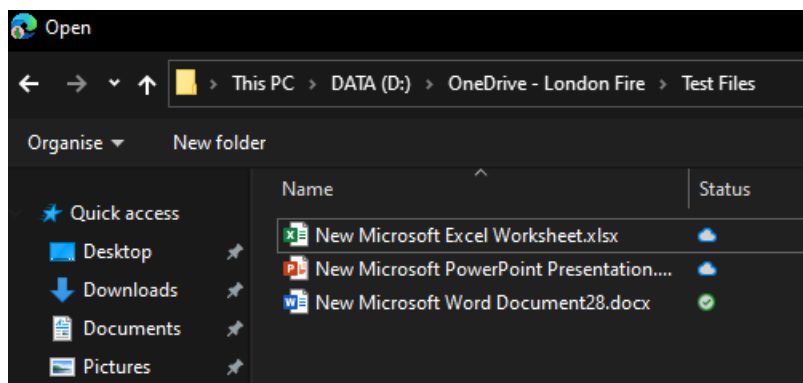 Open
This PC > DATA (D:) > OneDrive - London Fire > Test Files
Organise New folder
Name Status
Quick access
Desktop
Downloads
Documents
Pictures
New Microsoft Excel Worksheet.xlsx
New Microsoft PowerPoint Presentation....
New Microsoft Word Document28.docx